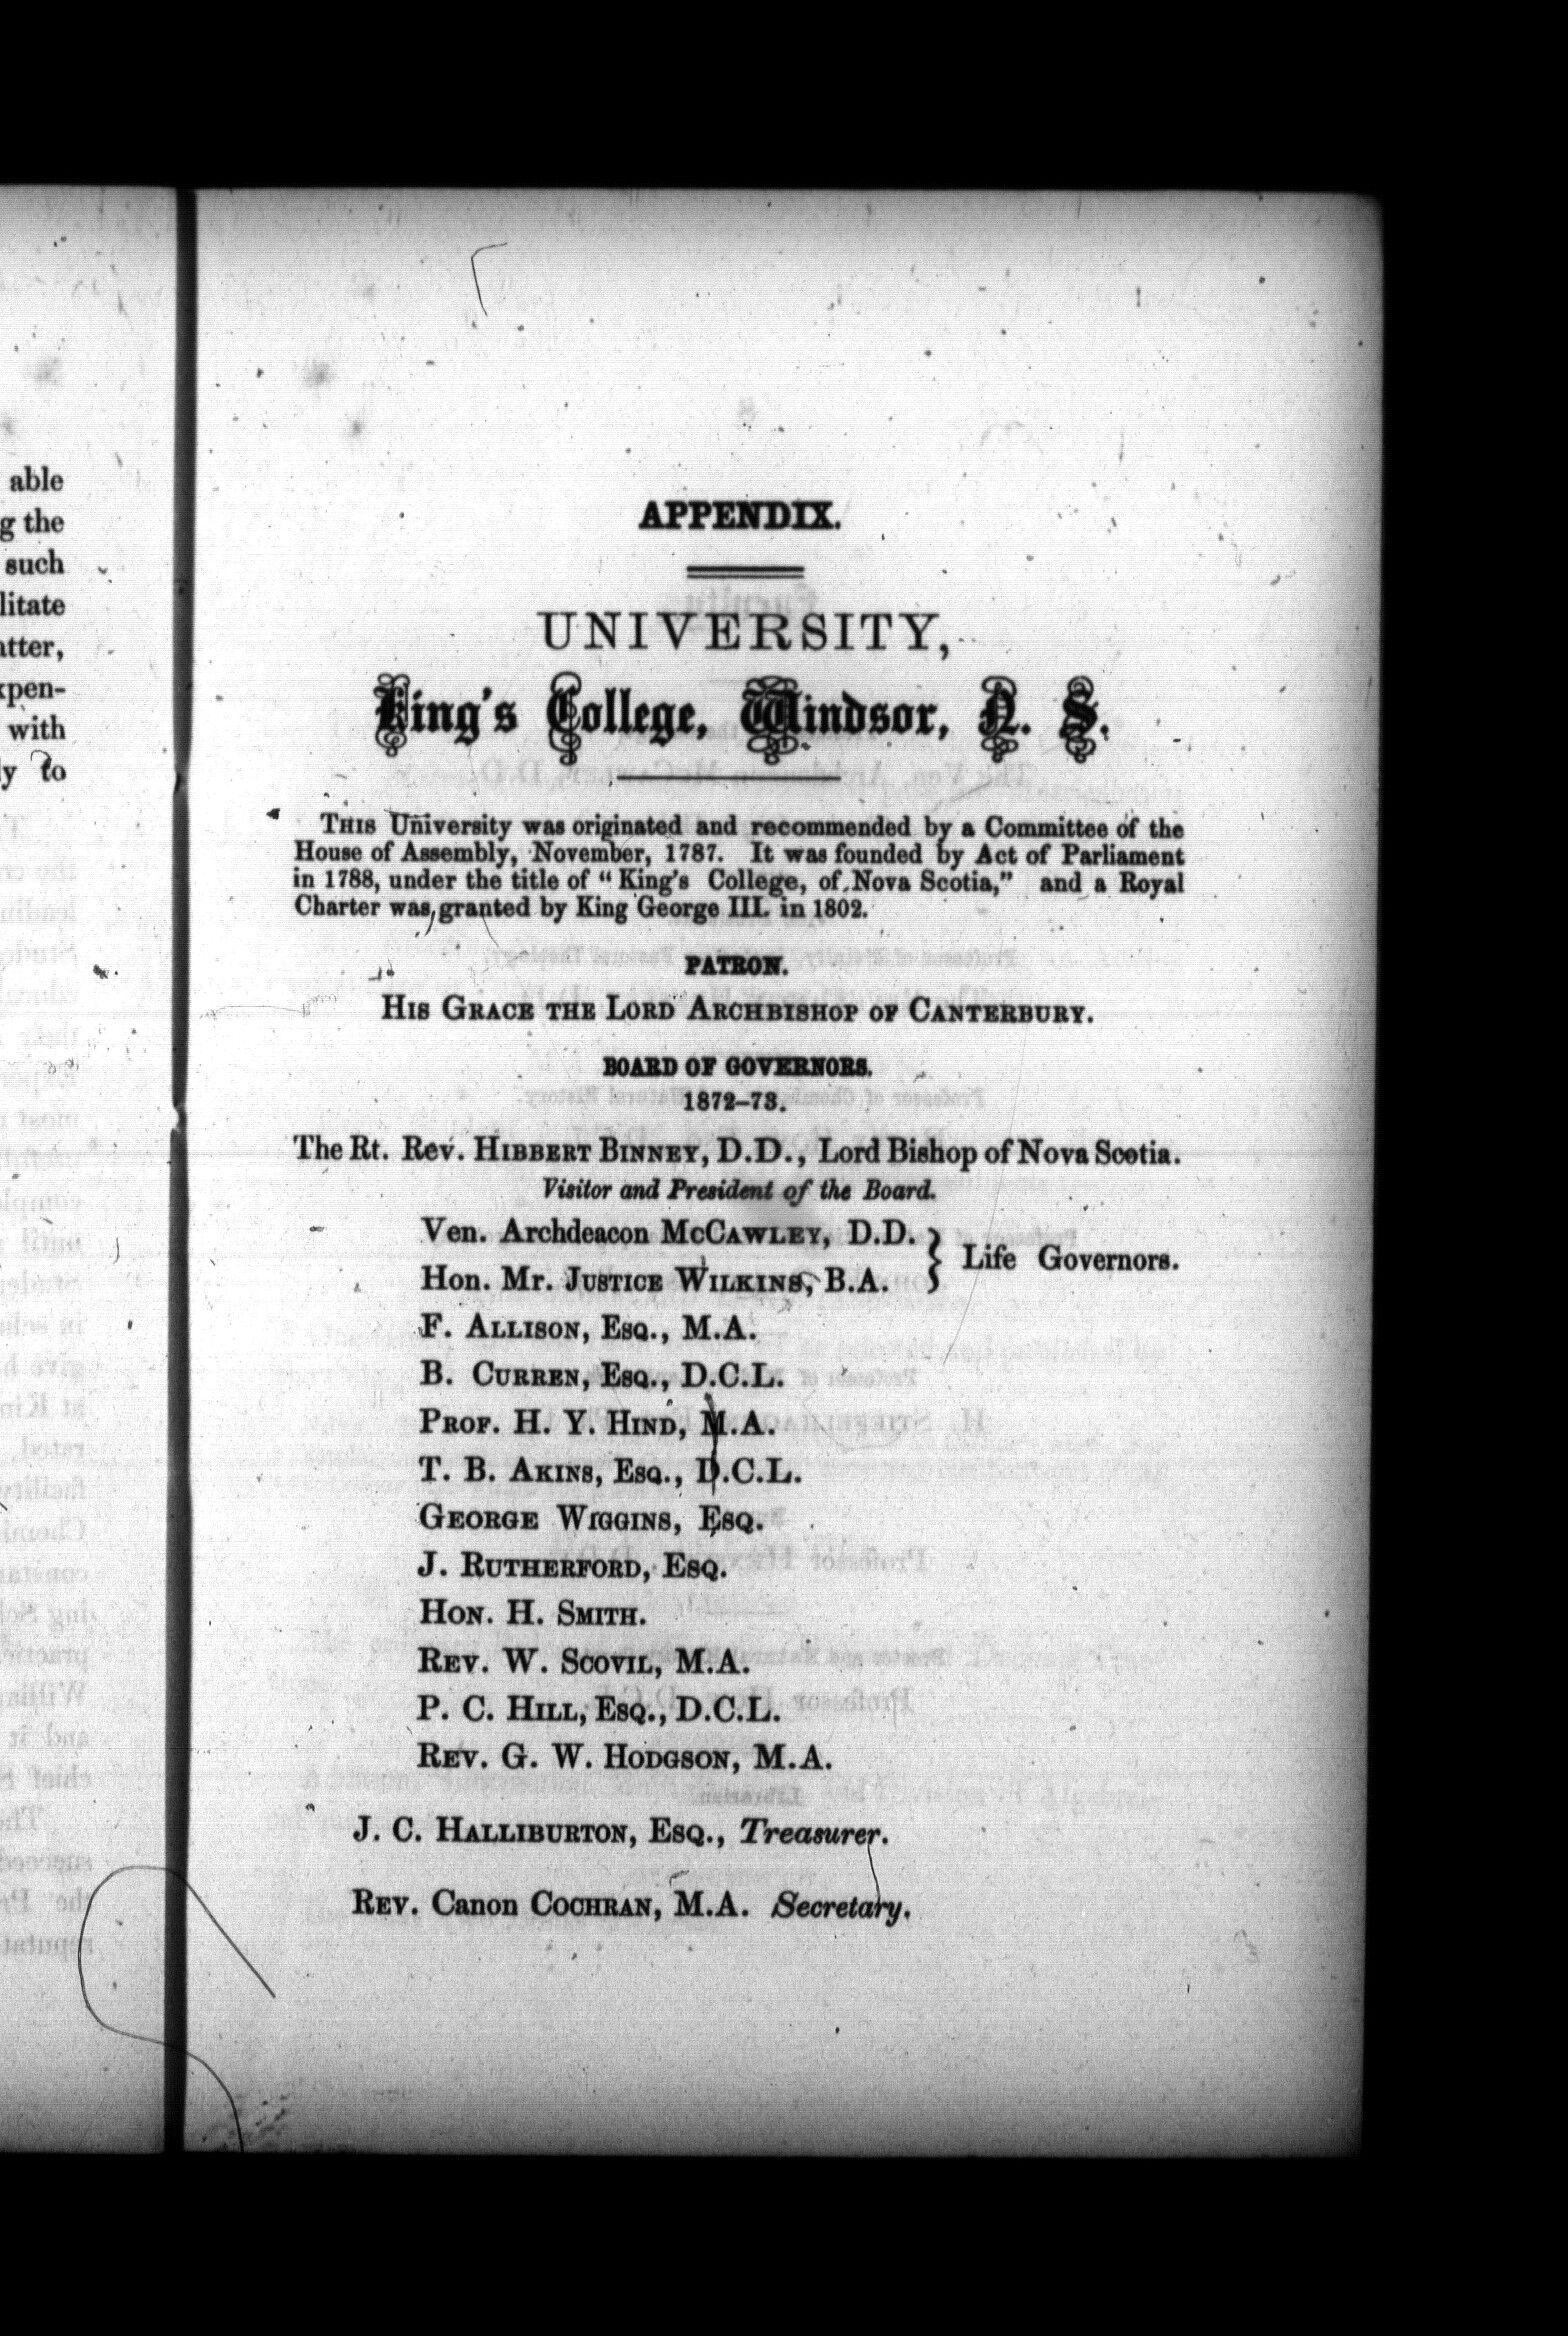 able
g the
such
litate
atter,
xpen-
with
ly to
APPENDIX.
UNIVERSITY,
King's College, Windsor, N. S.
THIS University was originated and recommended by a Committee of the
House of Assembly, November, 1787. It was founded by Act of Parliament
in 1788, under the title of "King's College, of Nova Scotia," and a Royal
Charter was granted by King George III. in 1802.
PATRON.
HIS GRACE THE LORD ARCHBISHOP OF CANTERBURY.
BOARD OF GOVERNORS.
1872-73.
The Rt. Rev. HIBBERT BINNEY, D.D., Lord Bishop of Nova Scotia.
Visitor and President of the Board.
Ven. Archdeacon McCAWLEY, D.D.
Hon. Mr. JUSTICE WILKINS, B.A.
} Life Governors.
F. ALLISON, ESQ., M.A.
B. CURREN, ESQ., D.C.L.
PROF. H. Y. HIND, M.A.
T. B. AKINS, ESQ., D.C.L.
GEORGE WIGGINS, ESQ.
J. RUTHERFORD, ESQ.
HON. H. SMITH.
REV. W. SCOVIL, M.A.
P. C. HILL, ESQ., D.C.L.
REV. G. W. HODGSON, M.A.
J. C. HALLIBURTON, ESQ., Treasurer.
REV. Canon COCHRAN, M.A. Secretary.